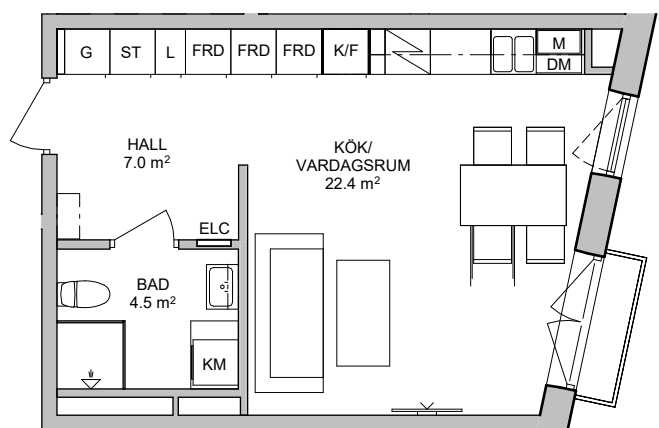 G ST L FRD FRD FRD K/F M
DM
HALL
7.0 m²
KÖK/
VARDAGSRUM
22.4 m²
ELC
BAD
4.5 m²
KM